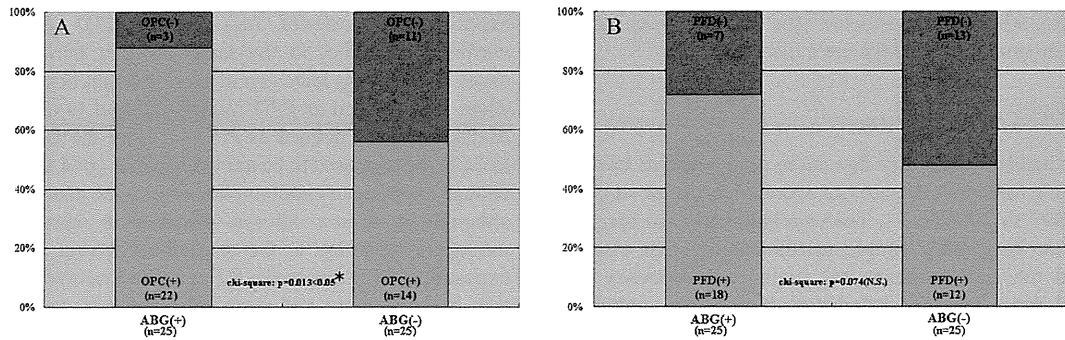 A
100%
80%
60%
40%
20%
0%
OPC(-)
(n=3)
OPC(-)
(n=11)
OPC(+)
(n=22)
chi-square: p=0.013<0.05*
OPC(+)
(n=14)
ABG(+)
(n=25)
ABG(-)
(n=25)
B
100%
80%
60%
40%
20%
0%
PFD(-)
(n=7)
PFD(-)
(n=13)
PFD(+)
(n=18)
chi-square: p=0.074(N.S.)
PFD(+)
(n=12)
ABG(+)
(n=25)
ABG(-)
(n=25)